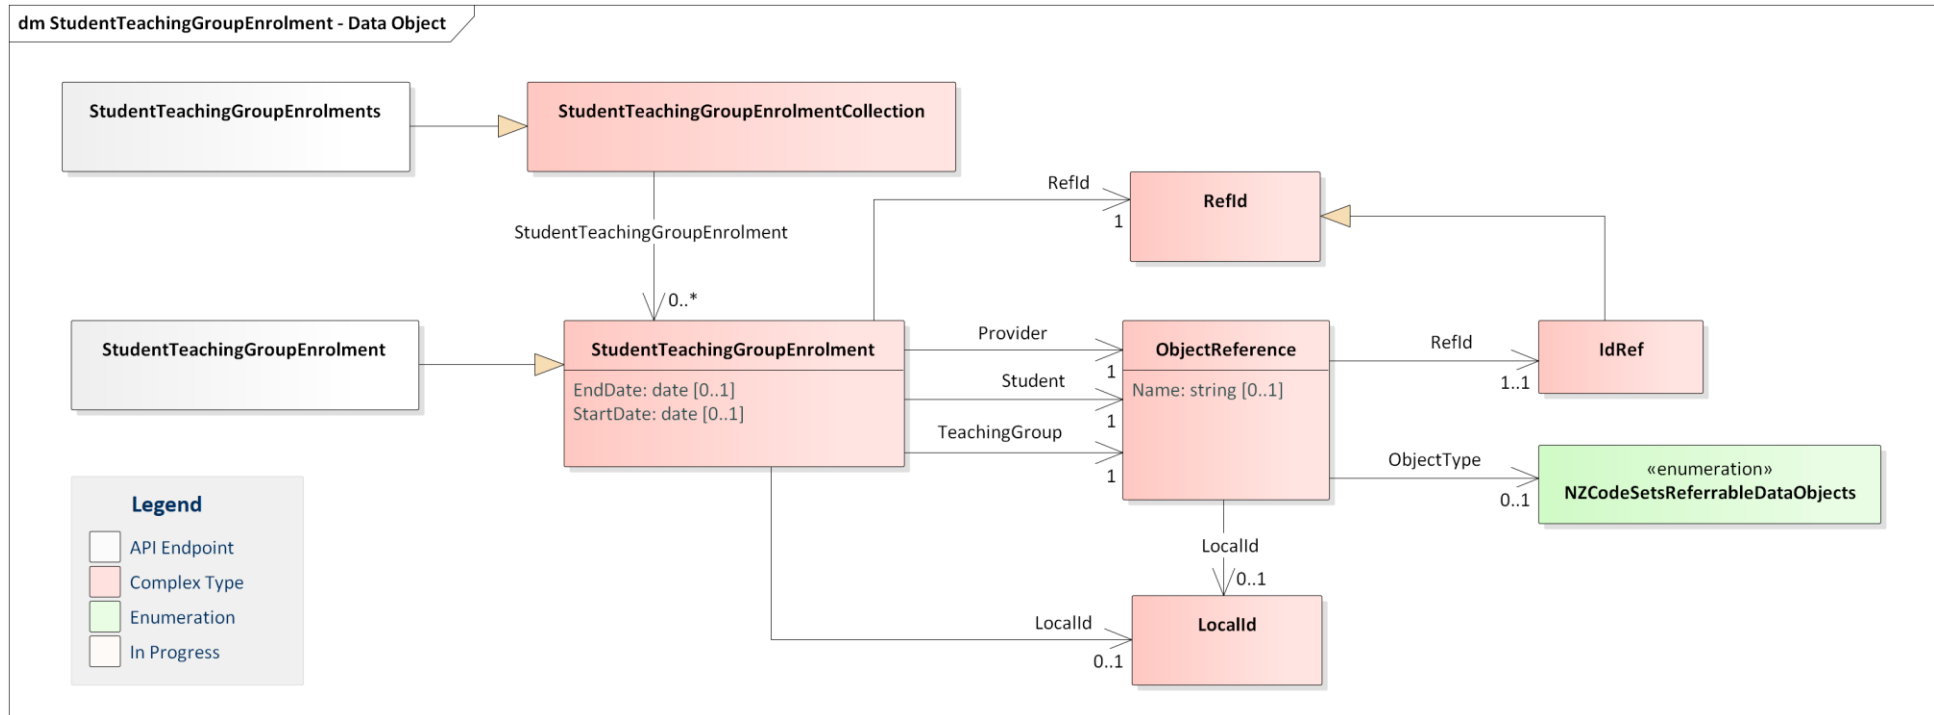 dm StudentTeachingGroupEnrolment - Data Object
StudentTeachingGroupEnrolments
StudentTeachingGroupEnrolmentCollection
RefId
1
RefId
StudentTeachingGroupEnrolment
0..*
StudentTeachingGroupEnrolment
StudentTeachingGroupEnrolment
EndDate: date [0..1]
StartDate: date [0..1]
Provider
1
Student
1
TeachingGroup
1
ObjectReference
Name: string [0..1]
RefId
1..1
IdRef
ObjectType
0..1
«enumeration»
NZCodeSetsReferrableDataObjects
LocalId
0..1
LocalId
0..1
LocalId
Legend
API Endpoint
Complex Type
Enumeration
In Progress